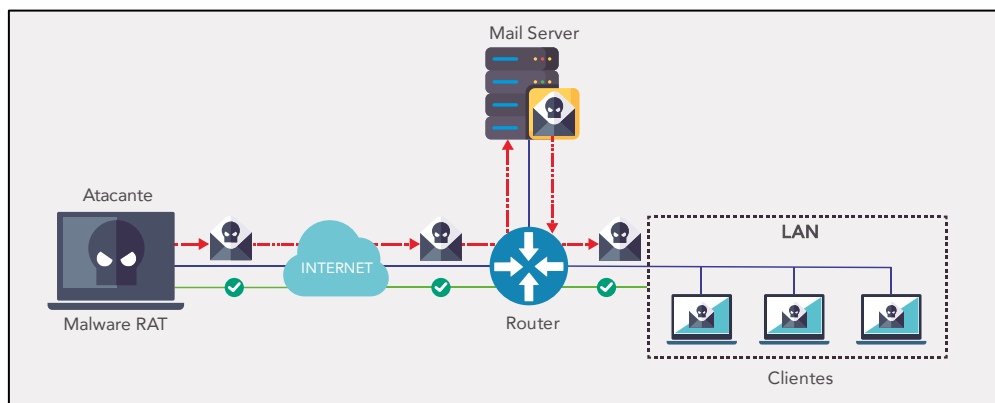 Mail Server
Atacante
INTERNET
LAN
Malware RAT
Router
Clientes